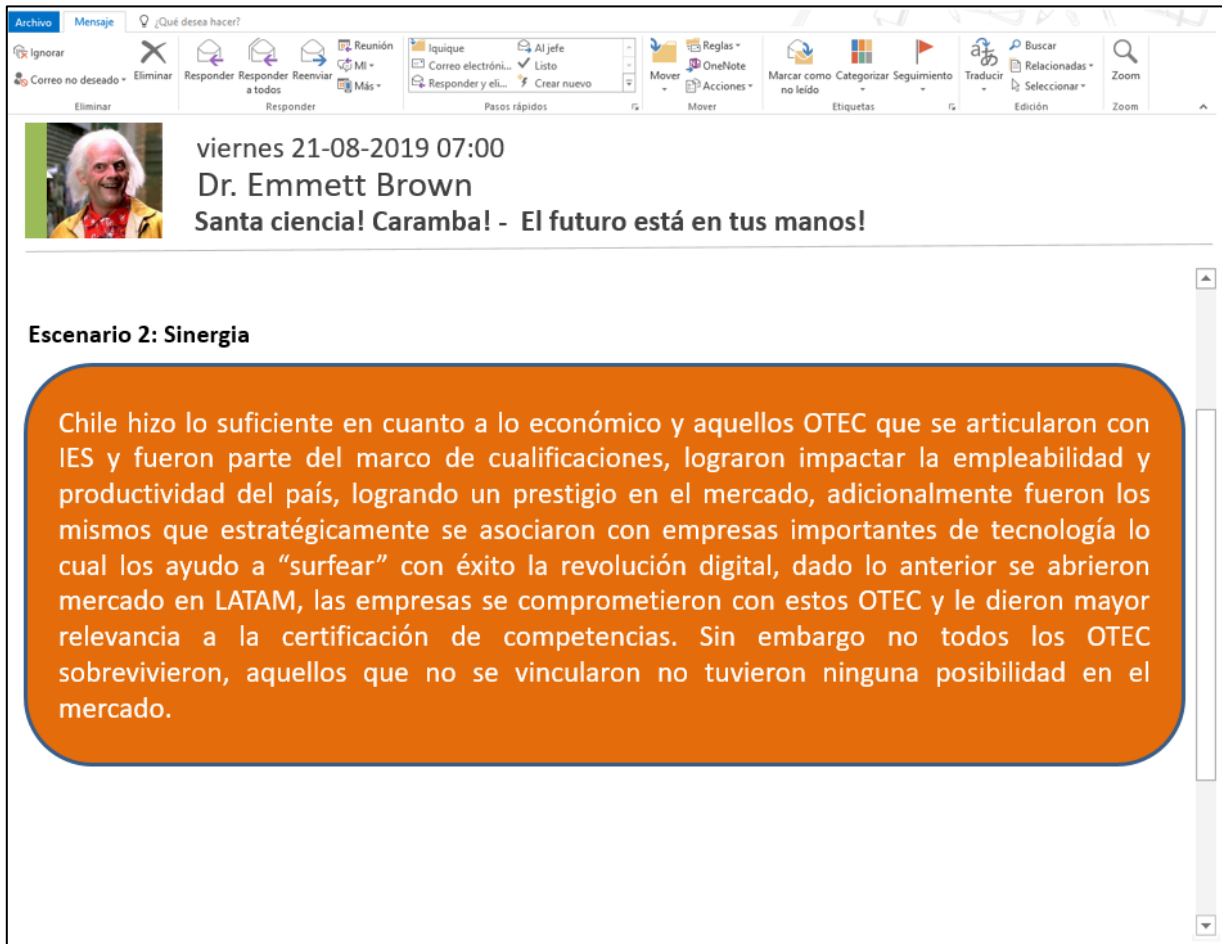 Archivo
Mensaje
¿Qué desea hacer?
Ignorar
Correo no deseado
Eliminar
Eliminar
Responder
Responder a todos
Reenviar
Reunión
MI
Más
Responder
Iquique
Correo electróni...
Responder y eli...
Al jefe
Listo
Crear nuevo
Pasos rápidos
Mover
Reglas
OneNote
Acciones
Mover
Marcar como no leído
Categorizar
Seguimiento
Etiquetas
Traducir
Buscar
Relacionadas
Seleccionar
Edición
Zoom
Zoom
viernes 21-08-2019 07:00
Dr. Emmett Brown
Santa ciencia! Caramba! - El futuro está en tus manos!
Escenario 2: Sinergia
Chile hizo lo suficiente en cuanto a lo económico y aquellos OTEC que se articularon con
IES y fueron parte del marco de cualificaciones, lograron impactar la empleabilidad y
productividad del país, logrando un prestigio en el mercado, adicionalmente fueron los
mismos que estratégicamente se asociaron con empresas importantes de tecnología lo
cual los ayudo a “surfear” con éxito la revolución digital, dado lo anterior se abrieron
mercado en LATAM, las empresas se comprometieron con estos OTEC y le dieron mayor
relevancia a la certificación de competencias. Sin embargo no todos los OTEC
sobrevivieron, aquellos que no se vincularon no tuvieron ninguna posibilidad en el
mercado.